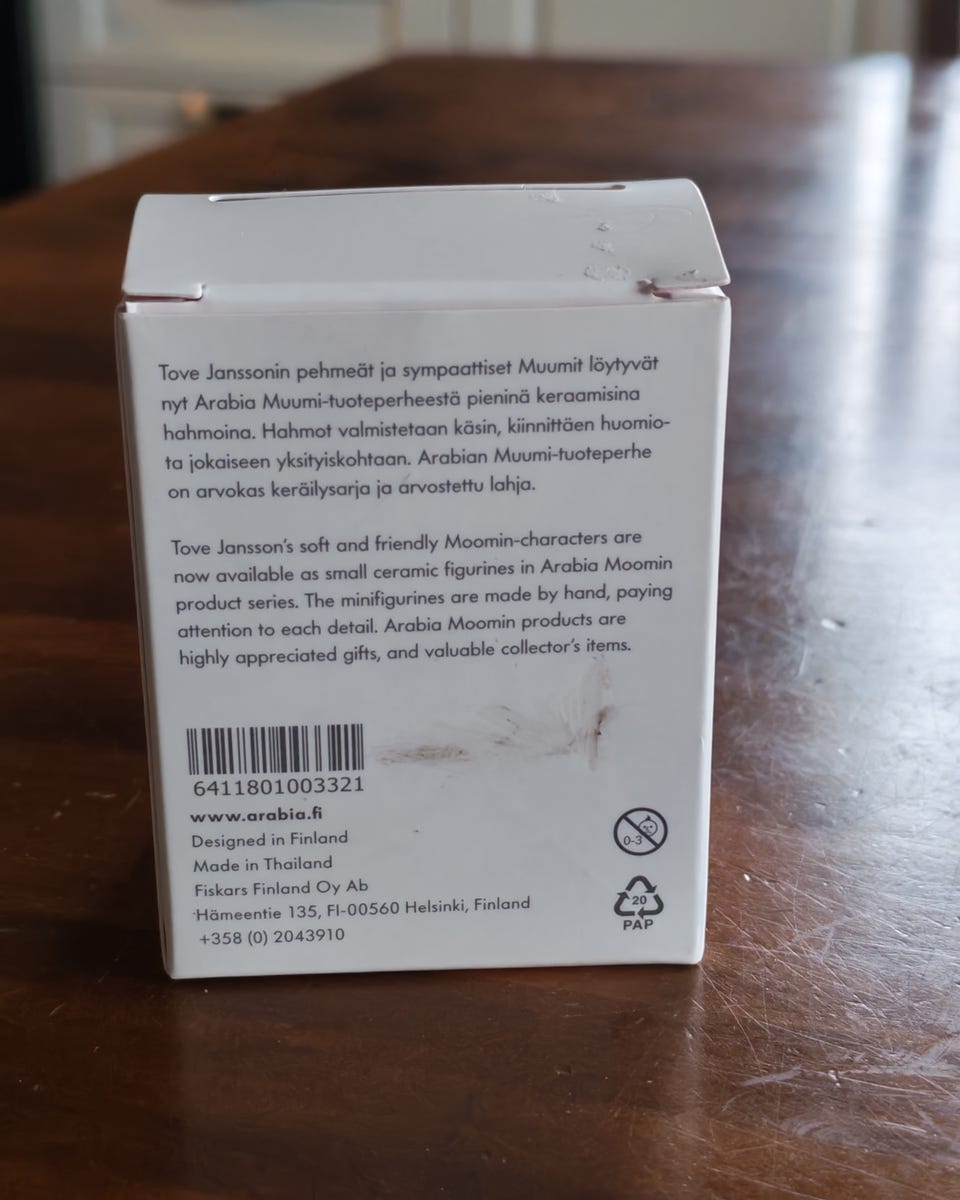 Tove Janssonin pehmeät ja sympaattiset Muumit löytyvät
nyt Arabia Muumi-tuoteperheestä pieninä keraamisina
hahmoina. Hahmot valmistetaan käsin, kiinnittäen huomio-
ta jokaiseen yksityiskohtaan. Arabian Muumi-tuoteperhe
on arvokas keräilysarja ja arvostettu lahja.
Tove Jansson’s soft and friendly Moomin-characters are
now available as small ceramic figurines in Arabia Moomin
product series. The minifigurines are made by hand, paying
attention to each detail. Arabia Moomin products are
highly appreciated gifts, and valuable collector’s items.
6411801003321
www.arabia.fi
Designed in Finland
Made in Thailand
Fiskars Finland Oy Ab
Hämeentie 135, FI-00560 Helsinki, Finland
+358 (0) 2043910
0-3
20
PAP